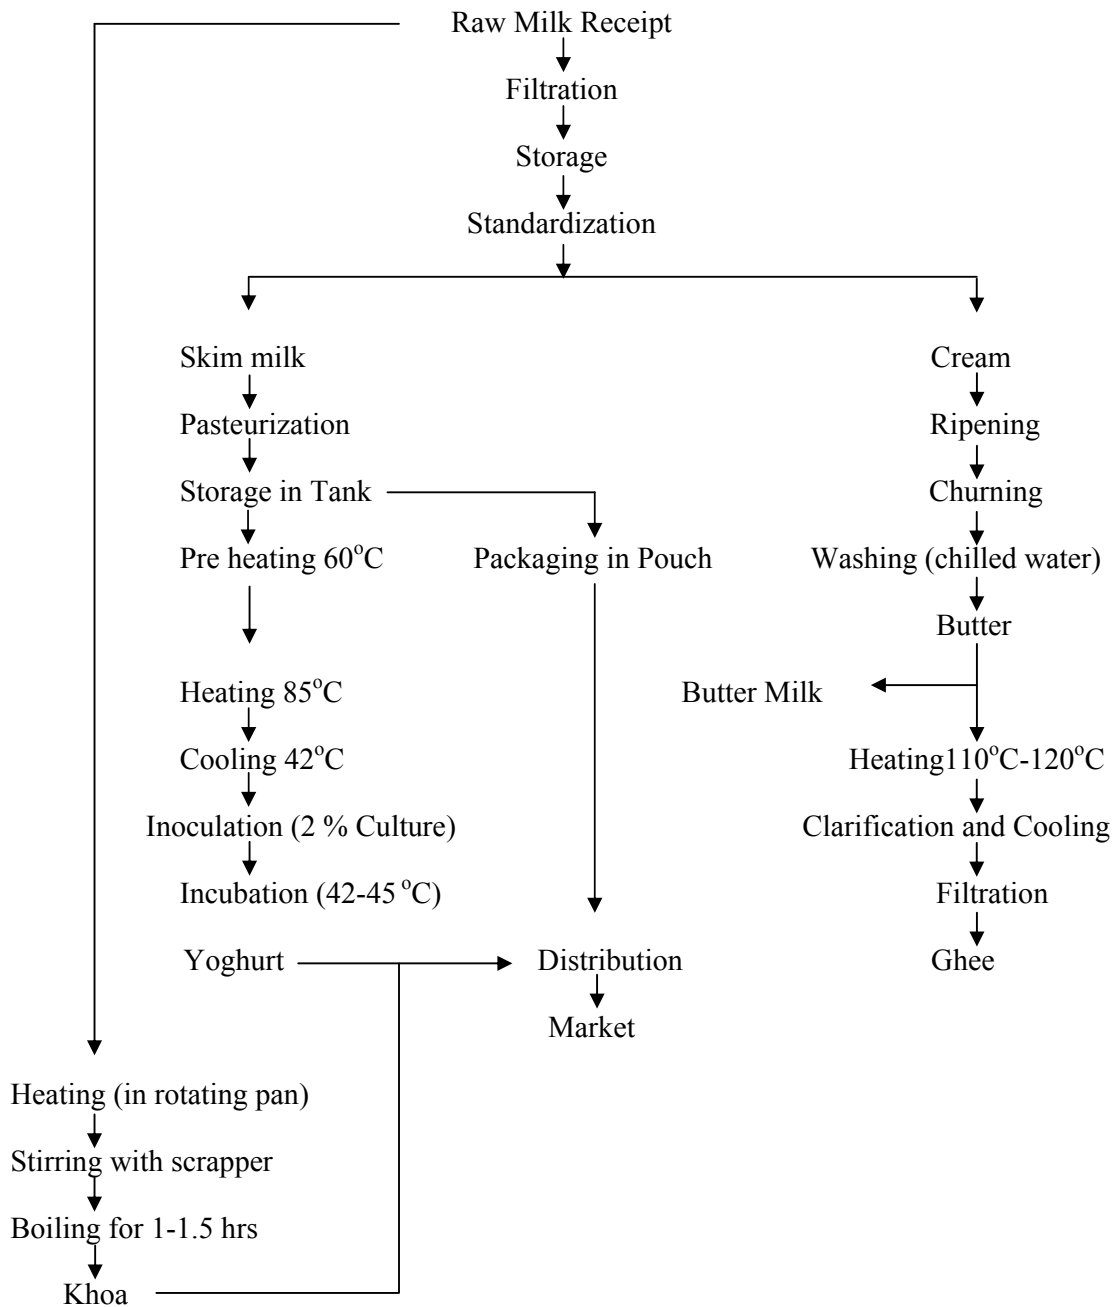 Raw Milk Receipt
Filtration
Storage
Standardization
Skim milk
Cream
Pasteurization
Ripening
Storage in Tank
Churning
Pre heating 60°C
Packaging in Pouch
Washing (chilled water)
Butter
Heating 85°C
Butter Milk
Cooling 42°C
Heating110°C-120°C
Inoculation (2 % Culture)
Clarification and Cooling
Incubation (42-45 °C)
Filtration
Yoghurt
Distribution
Ghee
Market
Heating (in rotating pan)
Stirring with scrapper
Boiling for 1-1.5 hrs
Khoa